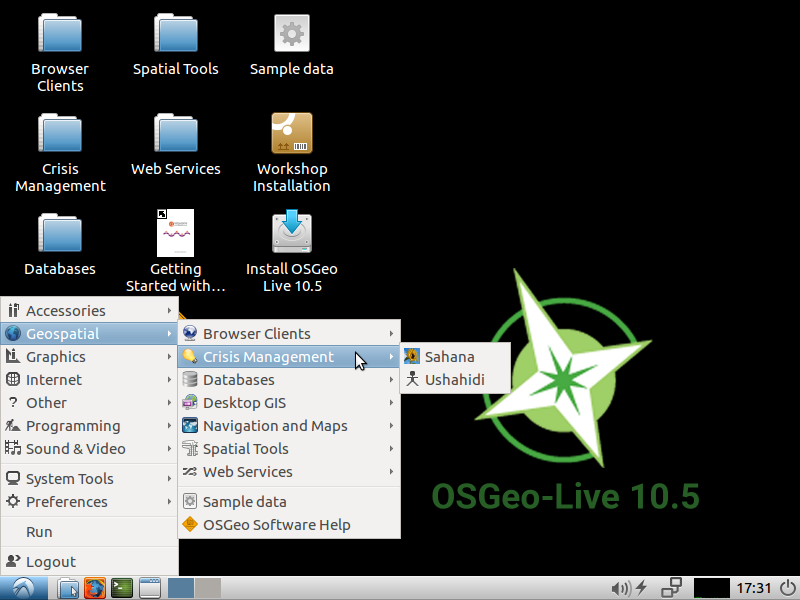 Browser
Clients
Spatial Tools
Sample data
Crisis
Management
Web Services
Workshop
Installation
Databases
Getting
Started with...
Install OSGeo
Live 10.5
Accessories
Geospatial
Graphics
Internet
Other
Programming
Sound & Video
System Tools
Preferences
Run
Logout
Browser Clients
Crisis Management
Databases
Desktop GIS
Navigation and Maps
Spatial Tools
Web Services
Sample data
OSGeo Software Help
Sahana
Ushahidi
OSGeo-Live 10.5
17:31